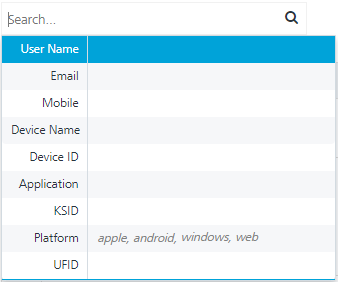 Search...
User Name
Email
Mobile
Device Name
Device ID
Application
KSID
Platform apple, android, windows, web
UFID